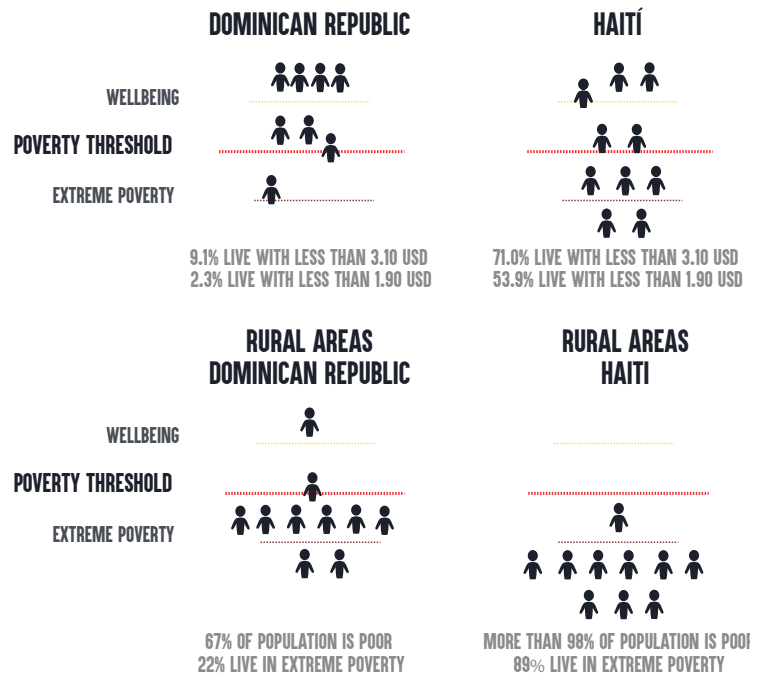 DOMINICAN REPUBLIC
HAITÍ
WELLBEING
POVERTY THRESHOLD
EXTREME POVERTY
9.1% LIVE WITH LESS THAN 3.10 USD
2.3% LIVE WITH LESS THAN 1.90 USD
71.0% LIVE WITH LESS THAN 3.10 USD
53.9% LIVE WITH LESS THAN 1.90 USD
RURAL AREAS
DOMINICAN REPUBLIC
RURAL AREAS
HAITI
WELLBEING
POVERTY THRESHOLD
EXTREME POVERTY
67% OF POPULATION IS POOR
22% LIVE IN EXTREME POVERTY
MORE THAN 98% OF POPULATION IS POOR
89% LIVE IN EXTREME POVERTY